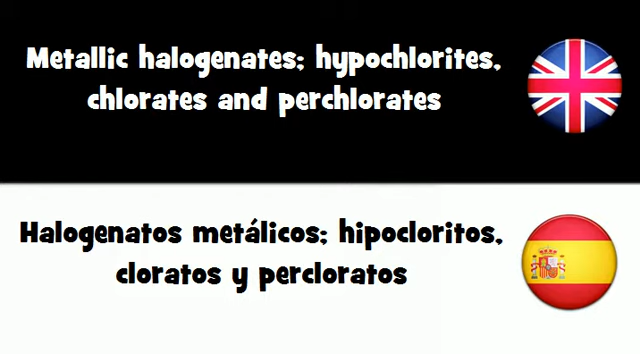 Metallic halogenates; hypochlorites,
chlorates and perchlorates
Halogenatos metálicos; hipocloritos,
cloratos y percloratos